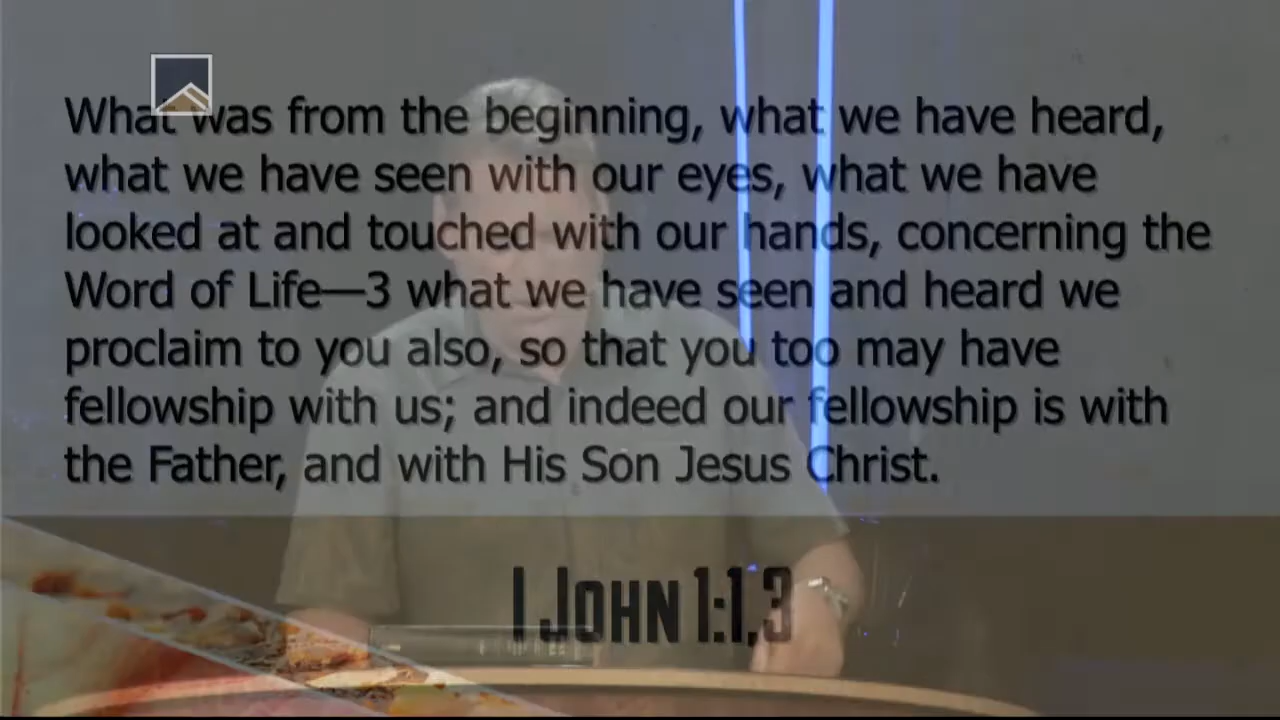 What was from the beginning, what we have heard,
what we have seen with our eyes, what we have
looked at and touched with our hands, concerning the
Word of Life—3 what we have seen and heard we
proclaim to you also, so that you too may have
fellowship with us; and indeed our fellowship is with
the Father, and with His Son Jesus Christ.
I John 1:1,3